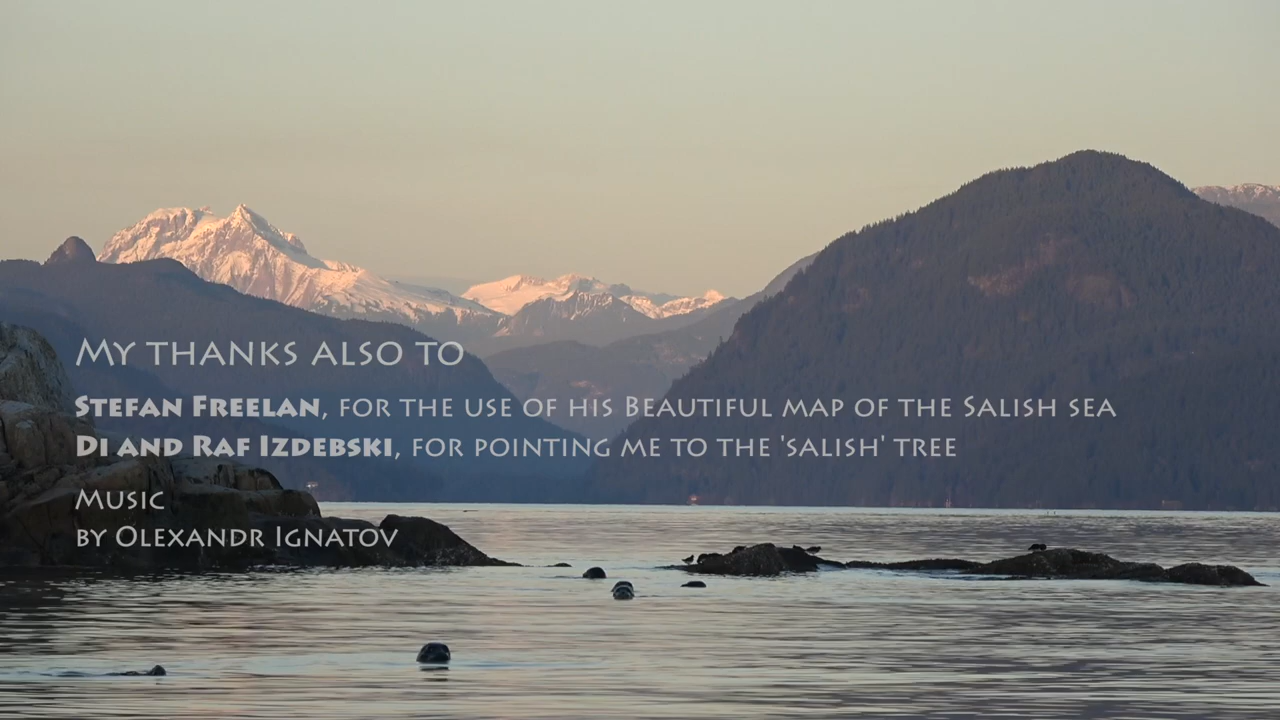 My thanks also to
Stefan Freelan, for the use of his Beautiful map of the Salish sea
Di and Raf Izdebski, for pointing me to the 'salish' tree
Music
by Olexandr Ignatov